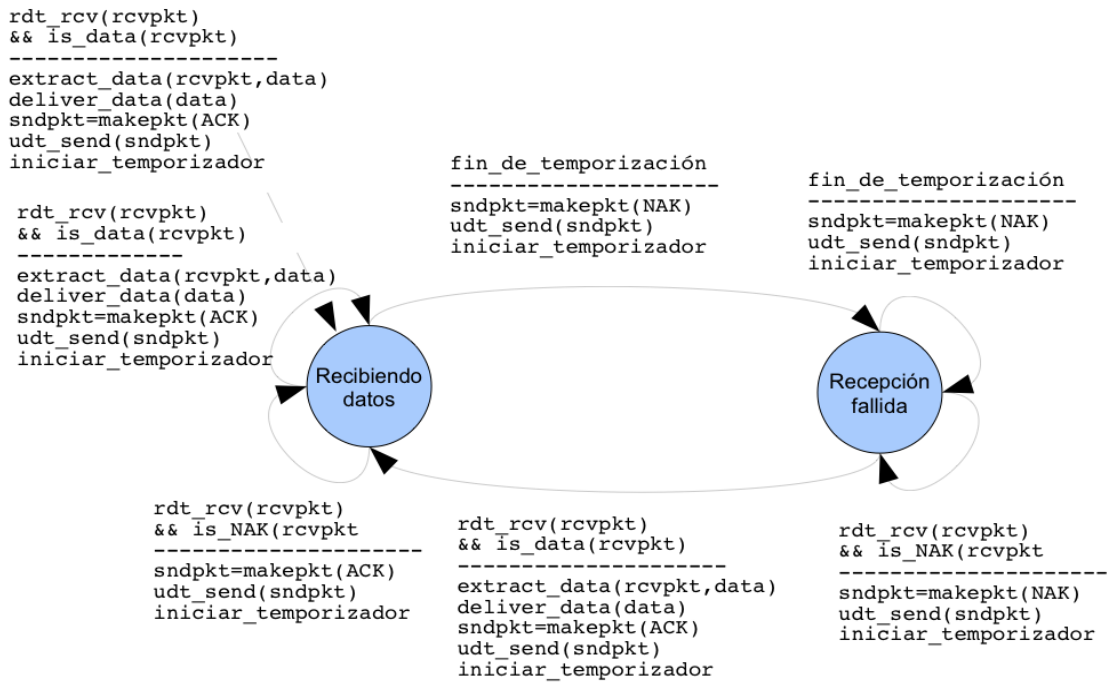 rdt_rcv(rcvpkt)
&& is_data(rcvpkt)
---------------------
extract_data(rcvpkt,data)
deliver_data(data)
sndpkt=makepkt(ACK)
udt_send(sndpkt)
iniciar_temporizador
rdt_rcv(rcvpkt)
&& is_data(rcvpkt)
-------------
extract_data(rcvpkt,data)
deliver_data(data)
sndpkt=makepkt(ACK)
udt_send(sndpkt)
iniciar_temporizador
fin_de_temporización
---------------------
sndpkt=makepkt(NAK)
udt_send(sndpkt)
iniciar_temporizador
fin_de_temporización
---------------------
sndpkt=makepkt(NAK)
udt_send(sndpkt)
iniciar_temporizador
Recibiendo
datos
Recepción
fallida
rdt_rcv(rcvpkt)
&& is_NAK(rcvpkt
---------------------
sndpkt=makepkt(ACK)
udt_send(sndpkt)
iniciar_temporizador
rdt_rcv(rcvpkt)
&& is_data(rcvpkt)
---------------------
extract_data(rcvpkt,data)
deliver_data(data)
sndpkt=makepkt(ACK)
udt_send(sndpkt)
iniciar_temporizador
rdt_rcv(rcvpkt)
&& is_NAK(rcvpkt
---------------------
sndpkt=makepkt(NAK)
udt_send(sndpkt)
iniciar_temporizador